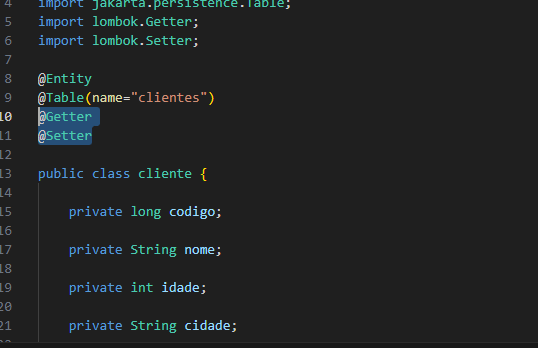 4 import jakarta.persistence.Table;
5 import lombok.Getter;
6 import lombok.Setter;
7
8 @Entity
9 @Table(name="clientes")
10 @Getter
11 @Setter
12
13 public class cliente {
14
15 private long codigo;
16
17 private String nome;
18
19 private int idade;
20
21 private String cidade;